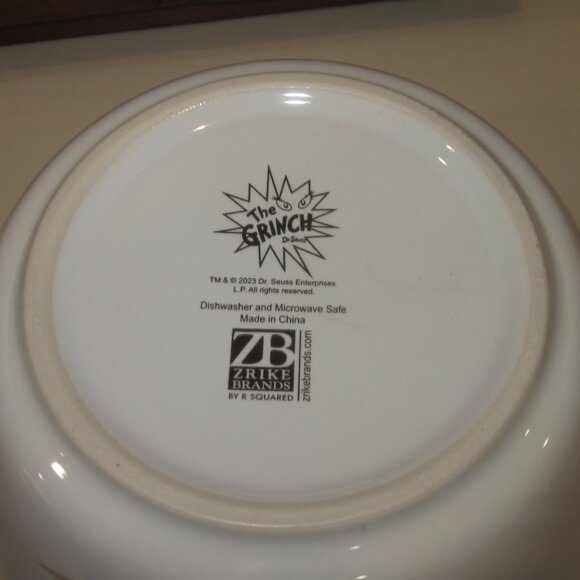 The
GRINCH
Dr. Seuss
TM & © 2023 Dr. Seuss Enterprises.
L.P. All rights reserved.
Dishwasher and Microwave Safe
Made in China
ZB
ZRIKE
BRANDS
BY R SQUARED
zrikebrands.com